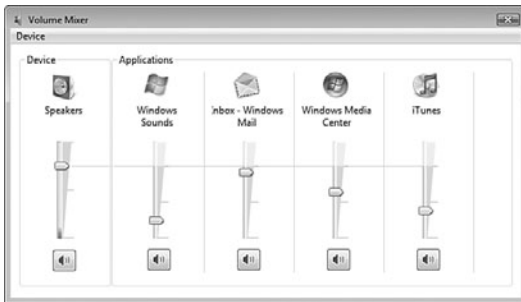 Volume Mixer
Device
Device
Applications
Speakers
Windows
Sounds
Inbox - Windows
Mail
Windows Media
Center
iTunes